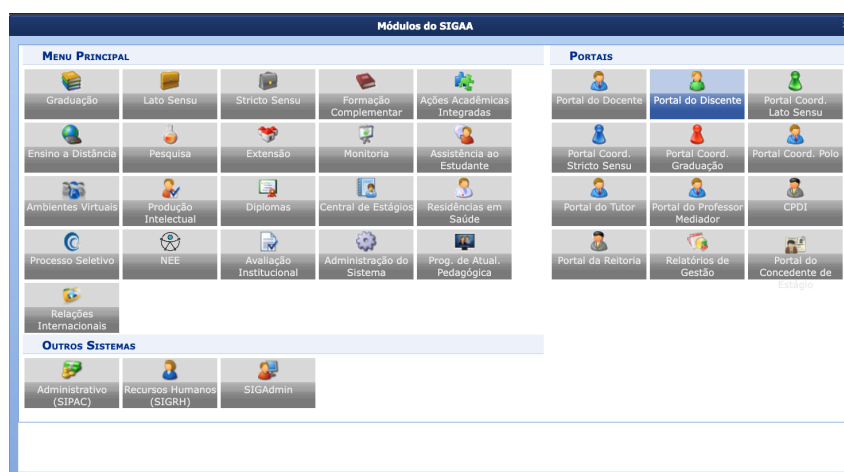 Módulos do SIGAA
MENU PRINCIPAL
Graduação
Lato Sensu
Stricto Sensu
Formação
Complementar
Ações Acadêmicas
Integradas
Ensino a Distância
Pesquisa
Extensão
Monitoria
Assistência ao
Estudante
Ambientes Virtuais
Produção
Intelectual
Diplomas
Central de Estágios
Residências em
Saúde
Processo Seletivo
NEE
Avaliação
Institucional
Administração do
Sistema
Prog. de Atual.
Pedagógica
Relações
Internacionais
OUTROS SISTEMAS
Administrativo
(SIPAC)
Recursos Humanos
(SIGRH)
SIGAdmin
PORTAIS
Portal do Docente
Portal do Discente
Portal Coord.
Lato Sensu
Portal Coord.
Stricto Sensu
Portal Coord.
Graduação
Portal Coord. Polo
Portal do Tutor
Portal do Professor
Mediador
CPDI
Portal da Reitoria
Relatórios de
Gestão
Portal do
Concedente de
Estágio